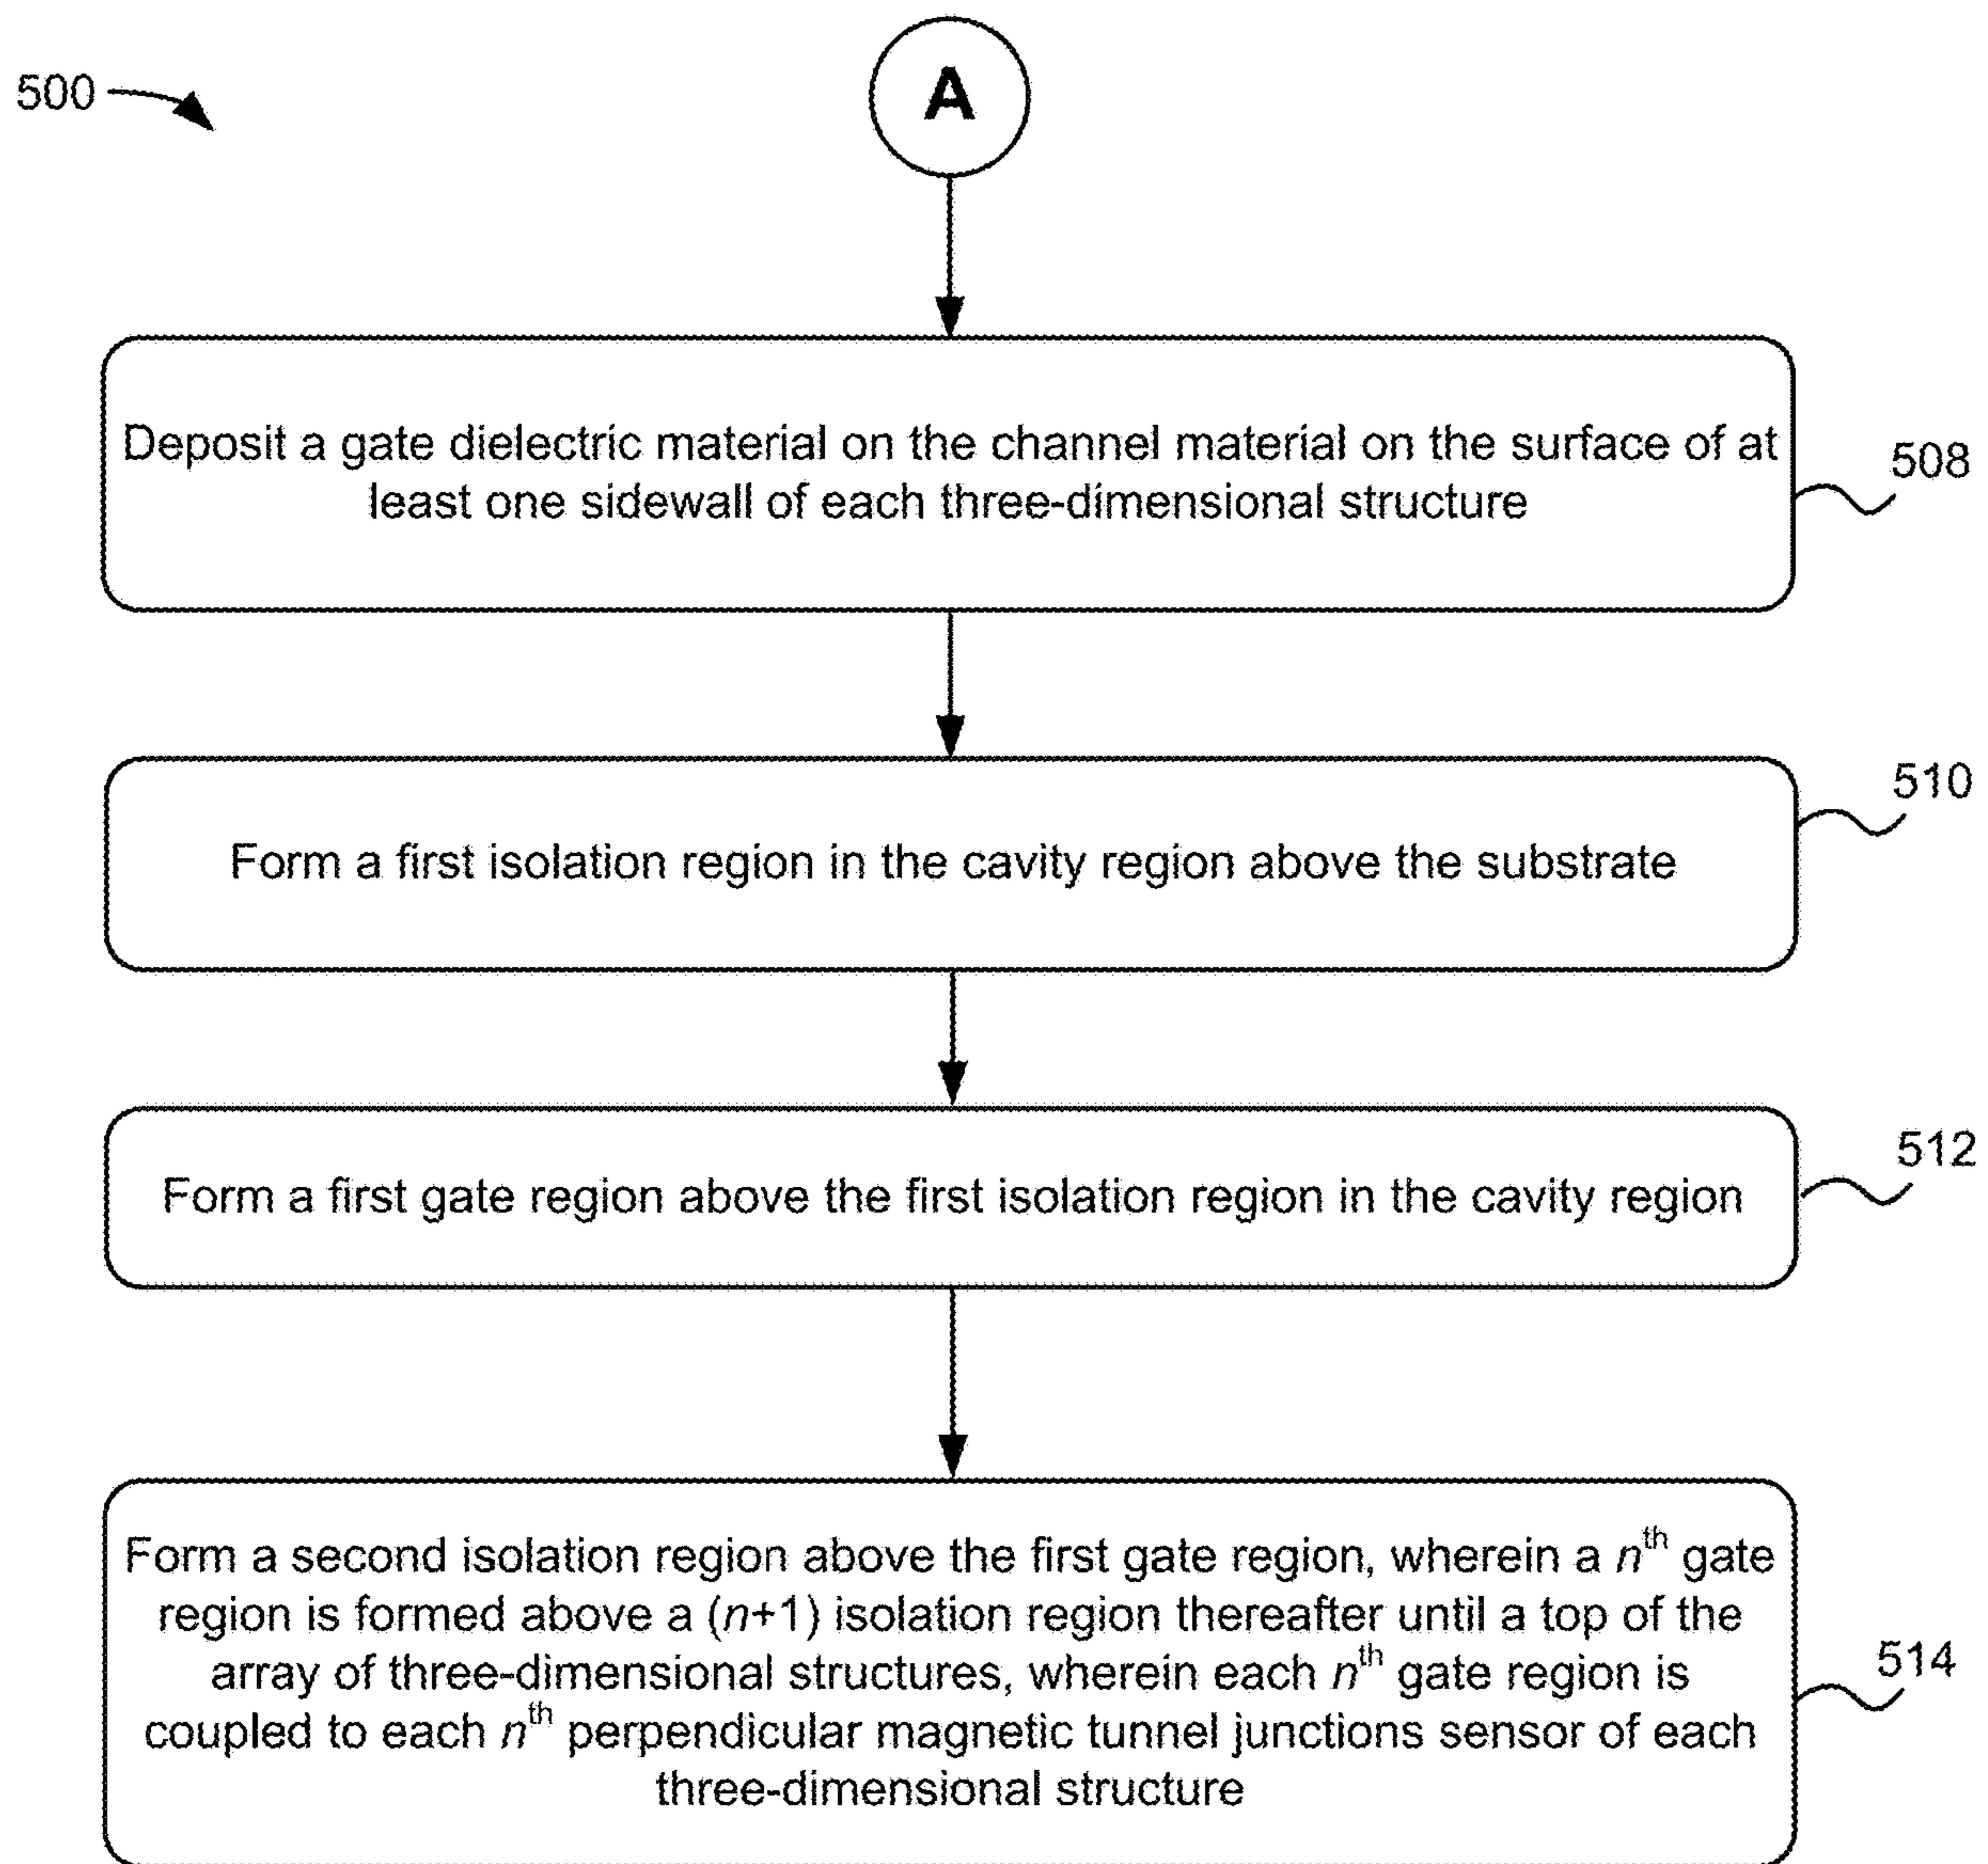 500
A
Deposit a gate dielectric material on the channel material on the surface of at
least one sidewall of each three-dimensional structure
508
Form a first isolation region in the cavity region above the substrate
510
Form a first gate region above the first isolation region in the cavity region
512
Form a second isolation region above the first gate region, wherein a nth gate
region is formed above a (n+1) isolation region thereafter until a top of the
array of three-dimensional structures, wherein each nth gate region is
coupled to each nth perpendicular magnetic tunnel junctions sensor of each
three-dimensional structure
514